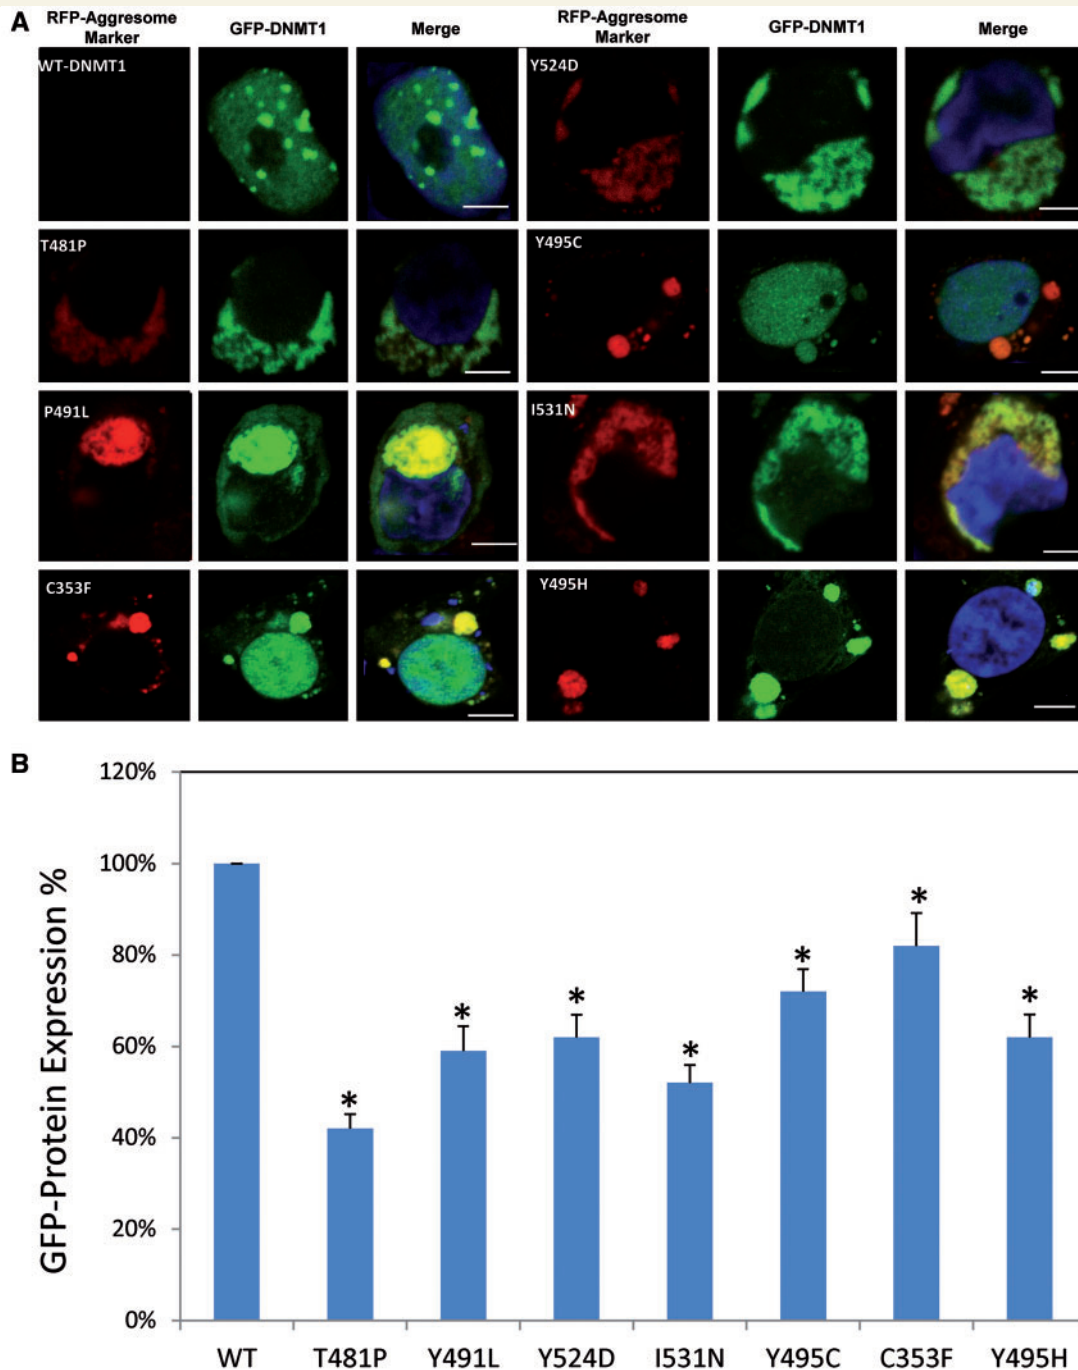 A
RFP-Aggresome
Marker
GFP-DNMT1
Merge
RFP-Aggresome
Marker
GFP-DNMT1
Merge
WT-DNMT1
Y524D
T481P
Y495C
P491L
I531N
C353F
Y495H
B
GFP-Protein Expression %
120%
100%
80%
60%
40%
20%
0%
* * * * * * *
WT T481P Y491L Y524D I531N Y495C C353F Y495H